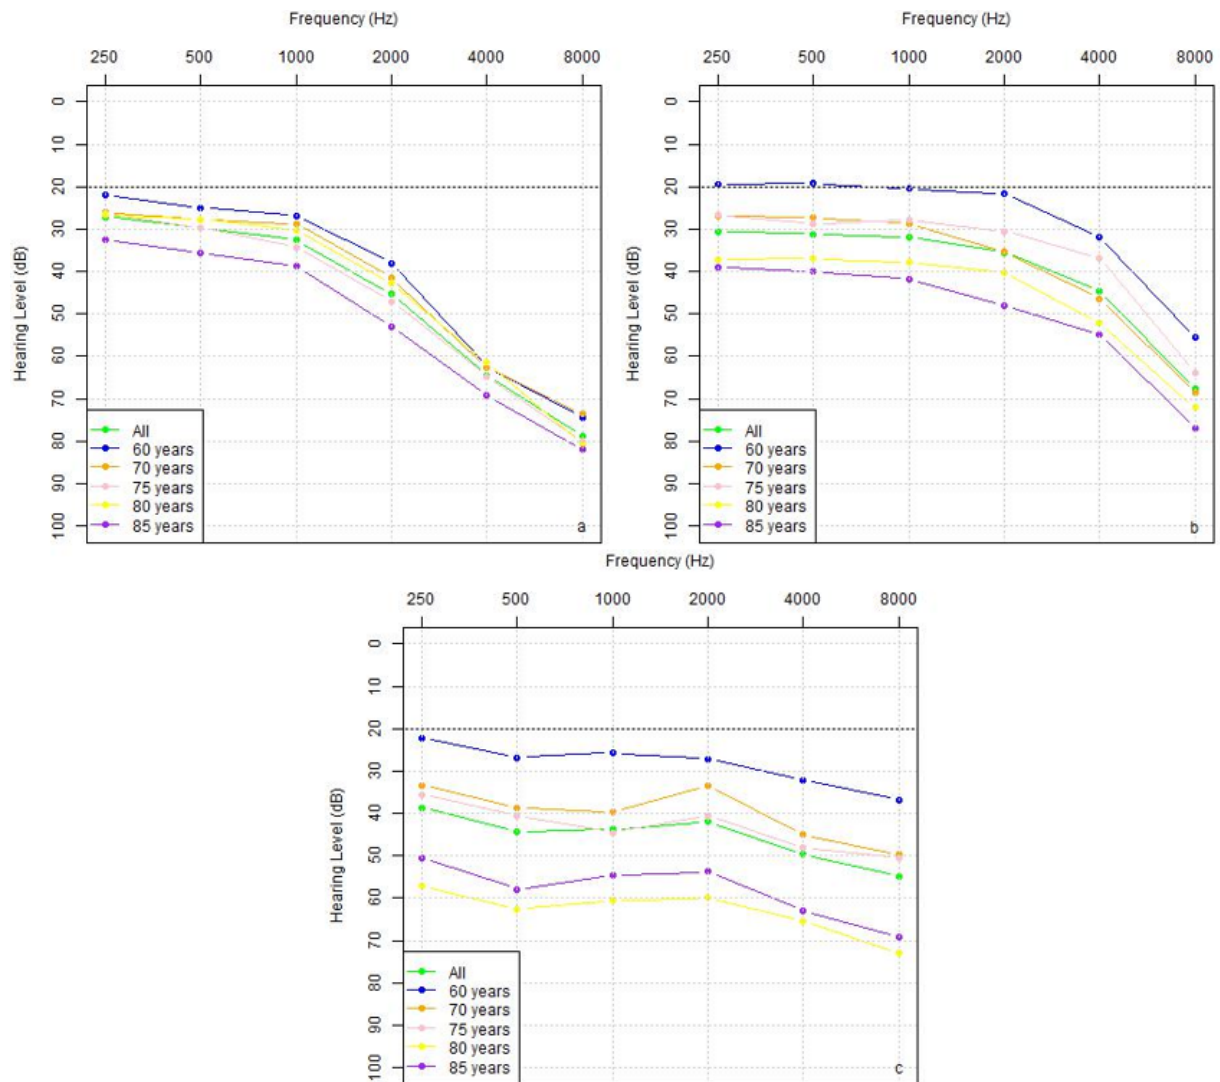 Frequency (Hz)
250 500 1000 2000 4000 8000
Hearing Level (dB)
0
10
20
30
40
50
60
70
80
90
100
All
60 years
70 years
75 years
80 years
85 years
a
Frequency (Hz)
250 500 1000 2000 4000 8000
Hearing Level (dB)
0
10
20
30
40
50
60
70
80
90
100
All
60 years
70 years
75 years
80 years
85 years
b
Frequency (Hz)
250 500 1000 2000 4000 8000
Hearing Level (dB)
0
10
20
30
40
50
60
70
80
90
100
All
60 years
70 years
75 years
80 years
85 years
c